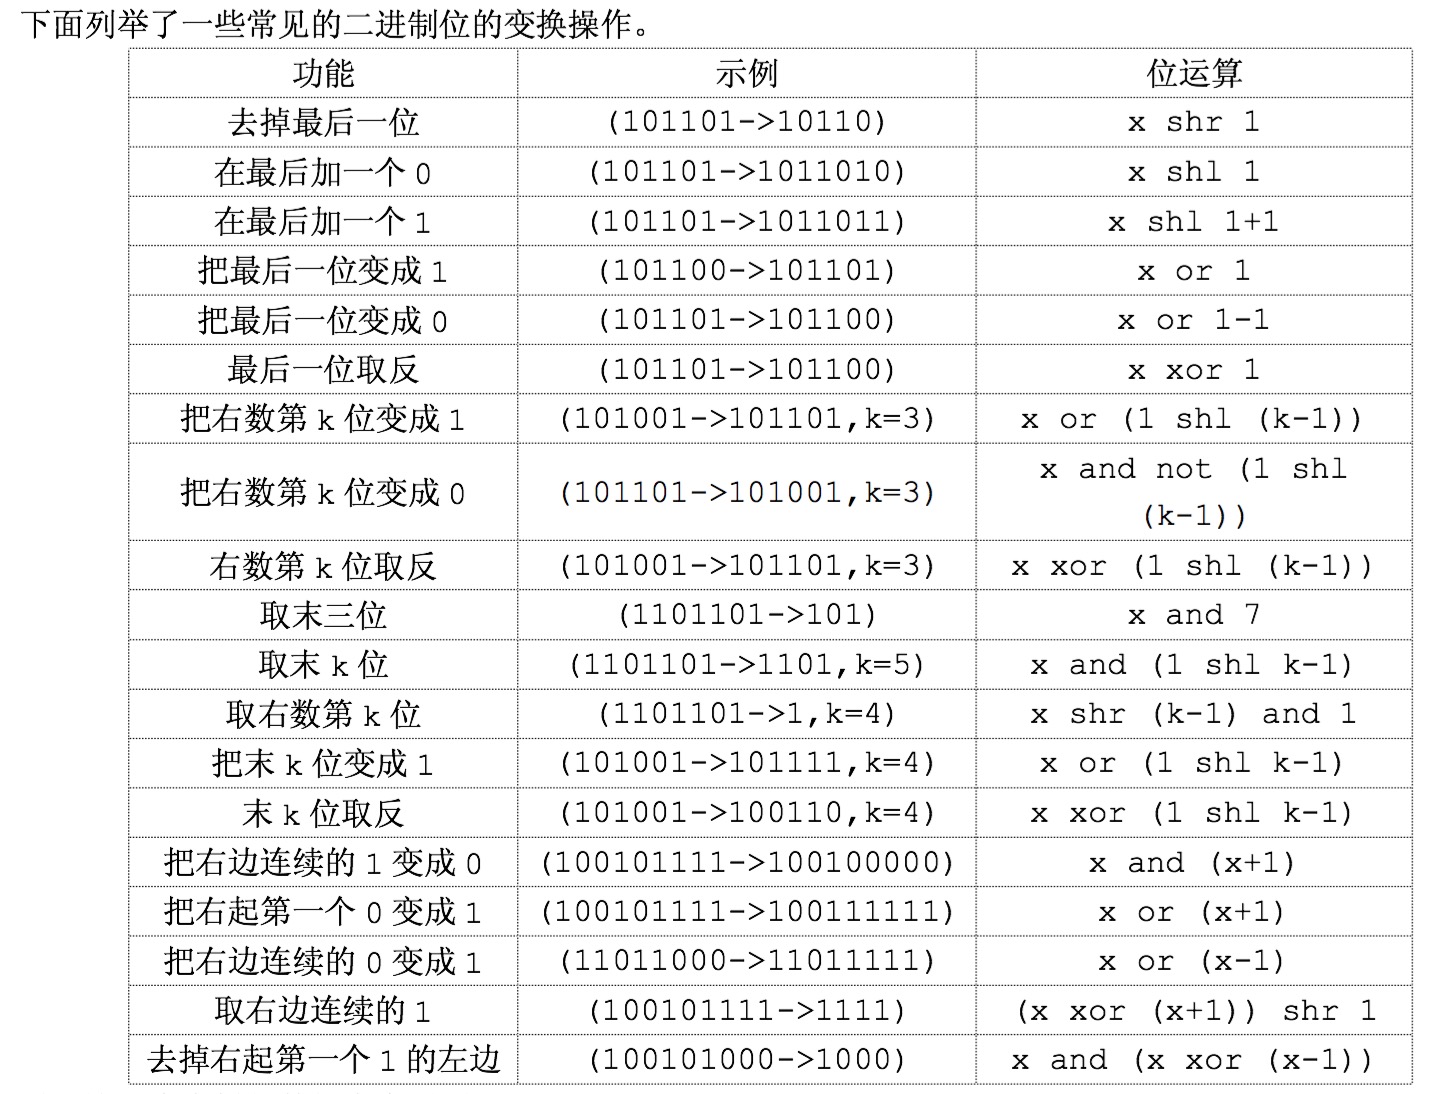 下面列举了一些常见的二进制位的变换操作。
功能 示例 位运算
去掉最后一位 (101101->10110) x shr 1
在最后加一个0 (101101->1011010) x shl 1
在最后加一个1 (101101->1011011) x shl 1+1
把最后一位变成1 (101100->101101) x or 1
把最后一位变成0 (101101->101100) x or 1-1
最后一位取反 (101101->101100) x xor 1
把右数第k位变成1 (101001->101101,k=3) x or (1 shl (k-1))
把右数第k位变成0 (101101->101001,k=3) x and not (1 shl
(k-1))
右数第k位取反 (101001->101101,k=3) x xor (1 shl (k-1))
取末三位 (1101101->101) x and 7
取末k位 (1101101->1101,k=5) x and (1 shl k-1)
取右数第k位 (1101101->1,k=4) x shr (k-1) and 1
把末k位变成1 (101001->101111,k=4) x or (1 shl k-1)
末k位取反 (101001->100110,k=4) x xor (1 shl k-1)
把右边连续的1变成0 (100101111->100100000) x and (x+1)
把右起第一个0变成1 (100101111->100111111) x or (x+1)
把右边连续的0变成1 (11011000->11011111) x or (x-1)
取右边连续的1 (100101111->1111) (x xor (x+1)) shr 1
去掉右起第一个1的左边 (100101000->1000) x and (x xor (x-1))